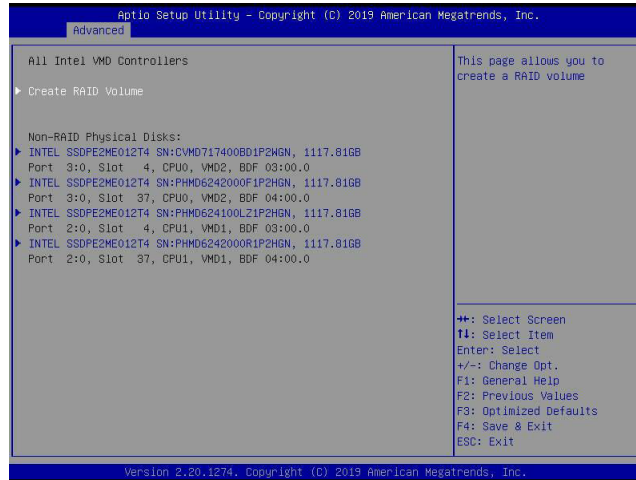 Aptio Setup Utility – Copyright (C) 2019 American Megatrends, Inc.
Advanced
All Intel VMD Controllers
Create RAID Volume
Non-RAID Physical Disks:
INTEL SSDPE2ME012T4 SN:CVMD717400BD1P2WGN, 1117.81GB
Port 3:0, Slot 4, CPU0, VMD2, BDF 03:00.0
INTEL SSDPE2ME012T4 SN:PHMD6242000F1P2HGN, 1117.81GB
Port 3:0, Slot 37, CPU0, VMD2, BDF 04:00.0
INTEL SSDPE2ME012T4 SN:PHMD624100LZ1P2HGN, 1117.81GB
Port 2:0, Slot 4, CPU1, VMD1, BDF 03:00.0
INTEL SSDPE2ME012T4 SN:PHMD6242000R1P2HGN, 1117.81GB
Port 2:0, Slot 37, CPU1, VMD1, BDF 04:00.0
This page allows you to
create a RAID volume
→←: Select Screen
↑↓: Select Item
Enter: Select
+/-: Change Opt.
F1: General Help
F2: Previous Values
F3: Optimized Defaults
F4: Save & Exit
ESC: Exit
Version 2.20.1274. Copyright (C) 2019 American Megatrends, Inc.